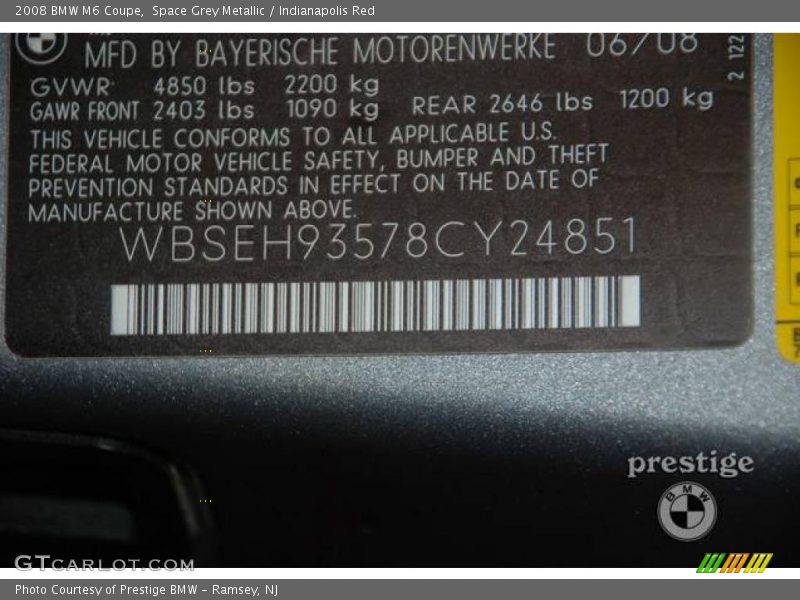 2008 BMW M6 Coupe,  Space Grey Metallic / Indianapolis Red
MFD BY BAYERISCHE MOTORENWERKE 06/08
2 122
GVWR 4850 lbs 2200 kg
GAWR FRONT 2403 lbs 1090 kg REAR 2646 lbs 1200 kg
THIS VEHICLE CONFORMS TO ALL APPLICABLE U.S.
FEDERAL MOTOR VEHICLE SAFETY, BUMPER AND THEFT
PREVENTION STANDARDS IN EFFECT ON THE DATE OF
MANUFACTURE SHOWN ABOVE.
WBSEH93578CY24851
prestige
BMW
GTCARLOT.COM
Photo Courtesy of Prestige BMW - Ramsey, NJ